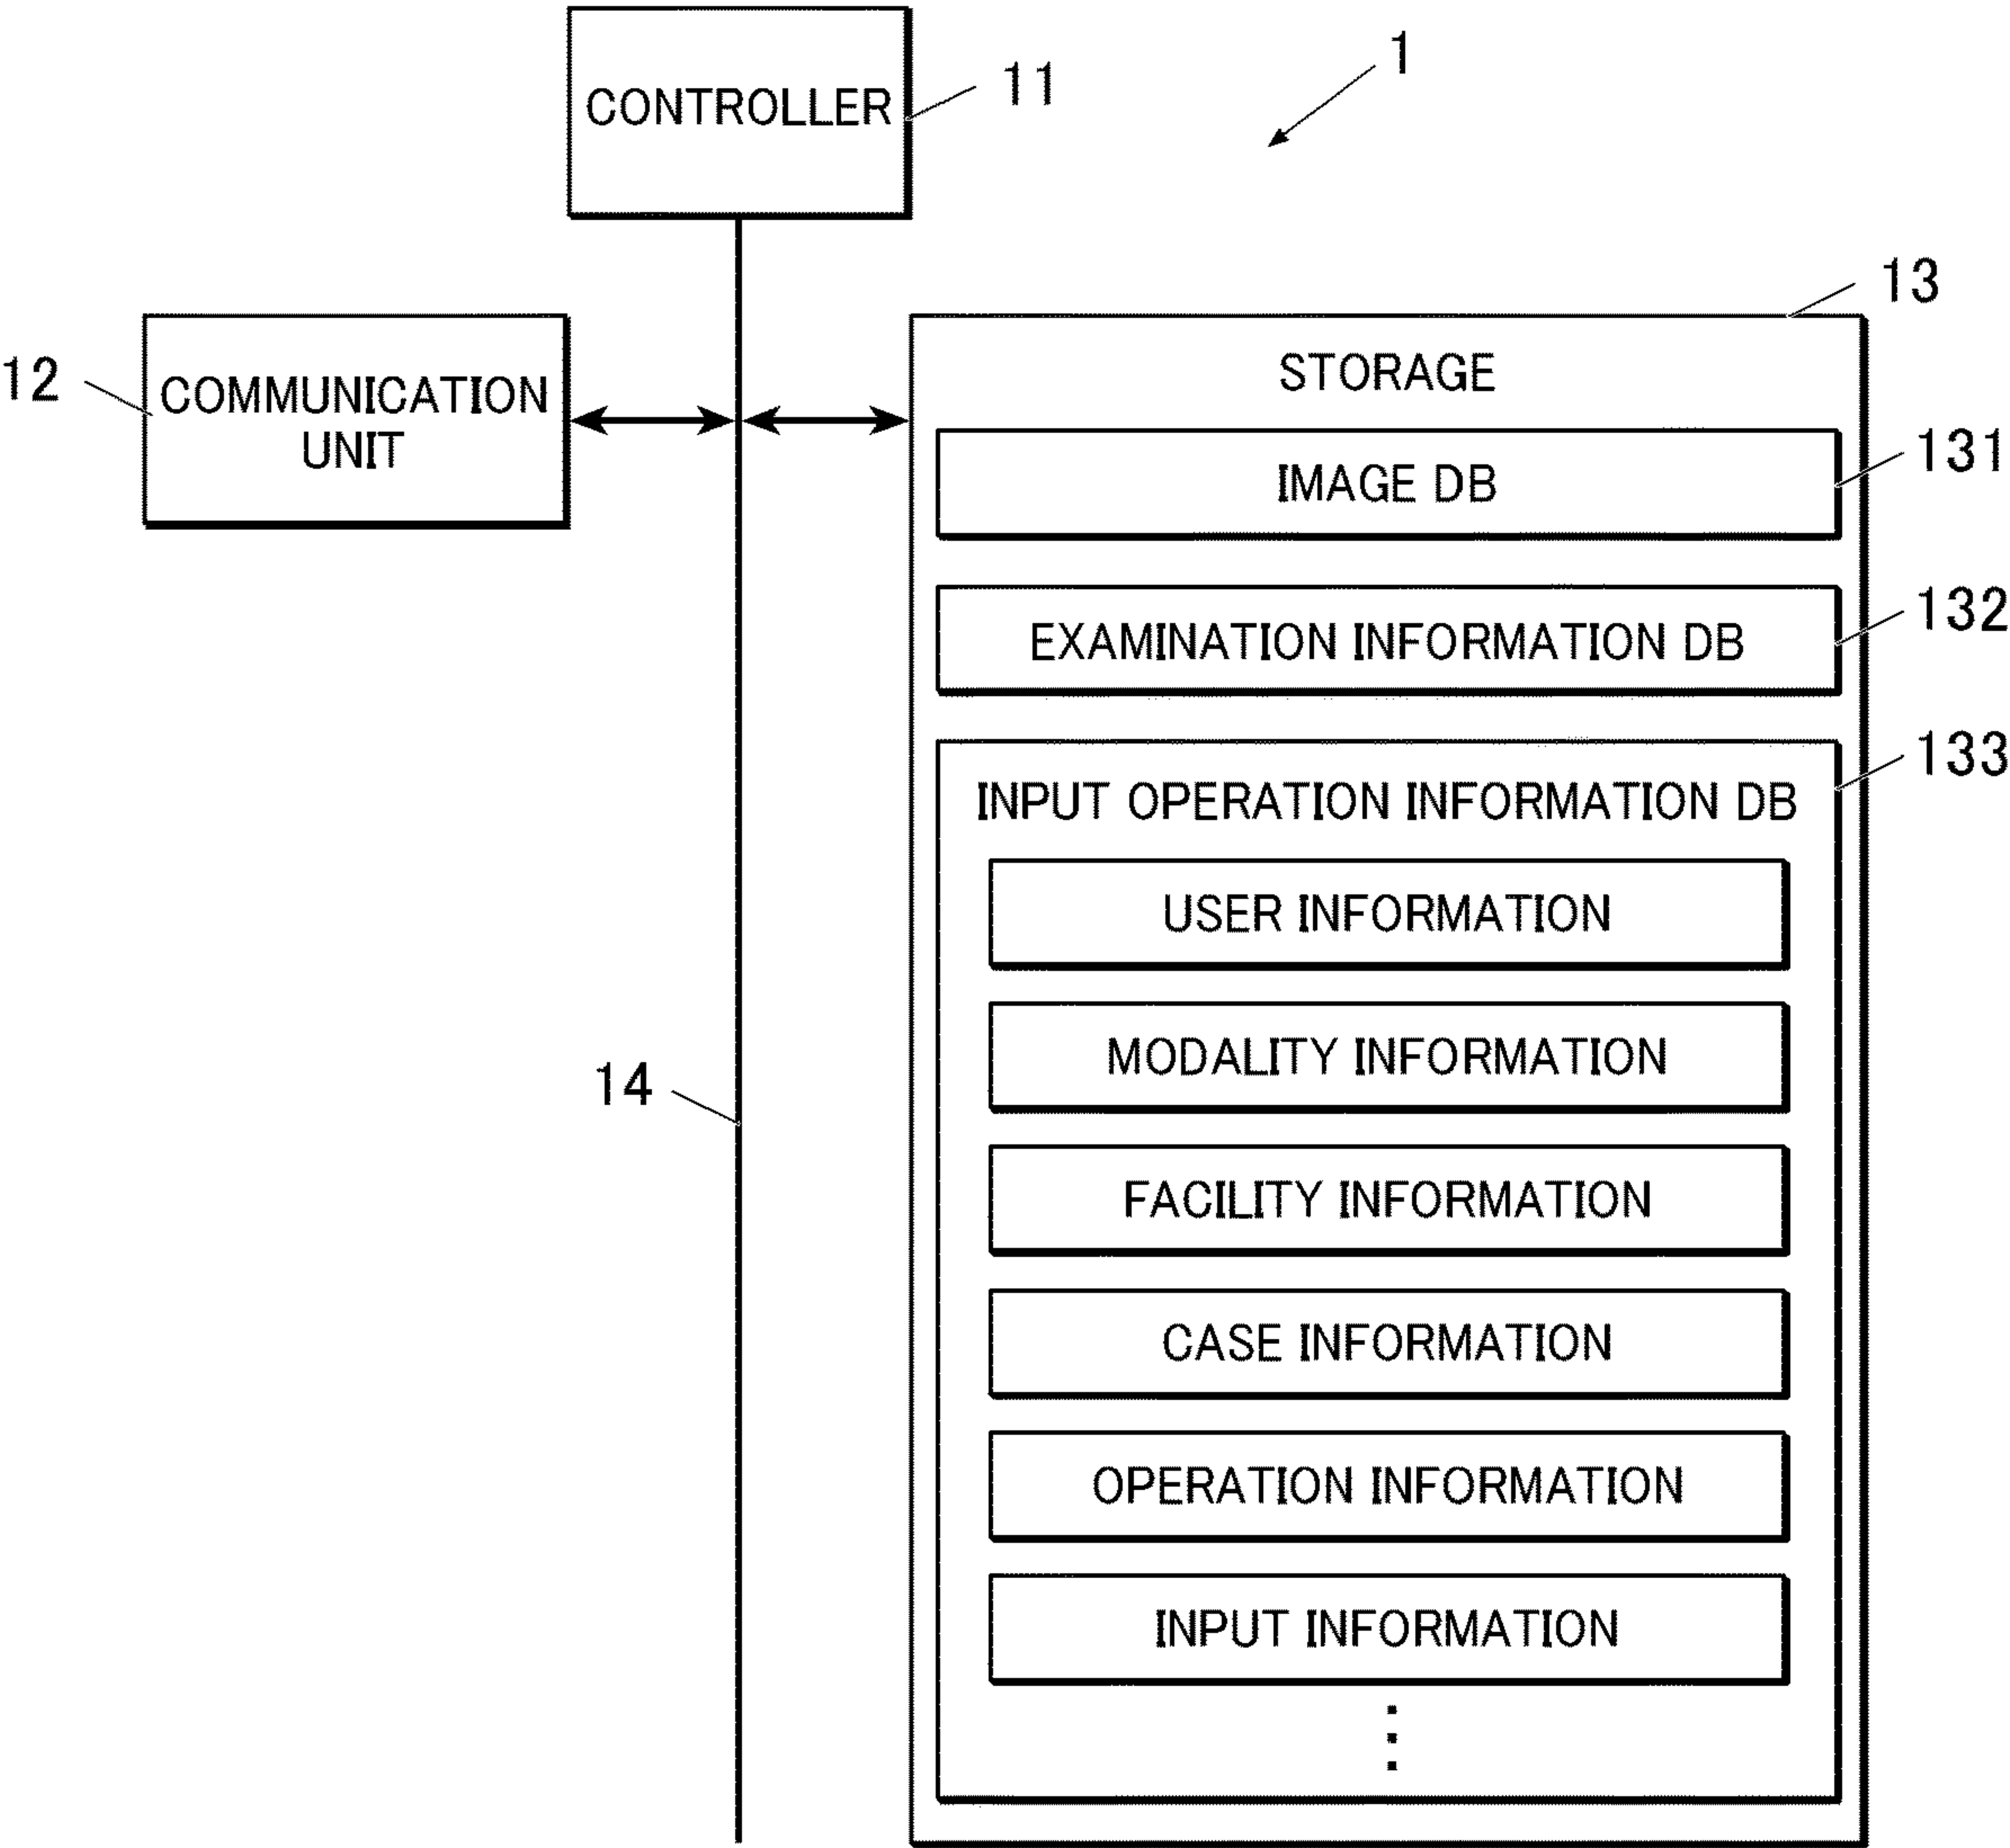 CONTROLLER
11
1
12
COMMUNICATION
UNIT
13
STORAGE
IMAGE DB
131
EXAMINATION INFORMATION DB
132
INPUT OPERATION INFORMATION DB
133
USER INFORMATION
MODALITY INFORMATION
14
FACILITY INFORMATION
CASE INFORMATION
OPERATION INFORMATION
INPUT INFORMATION